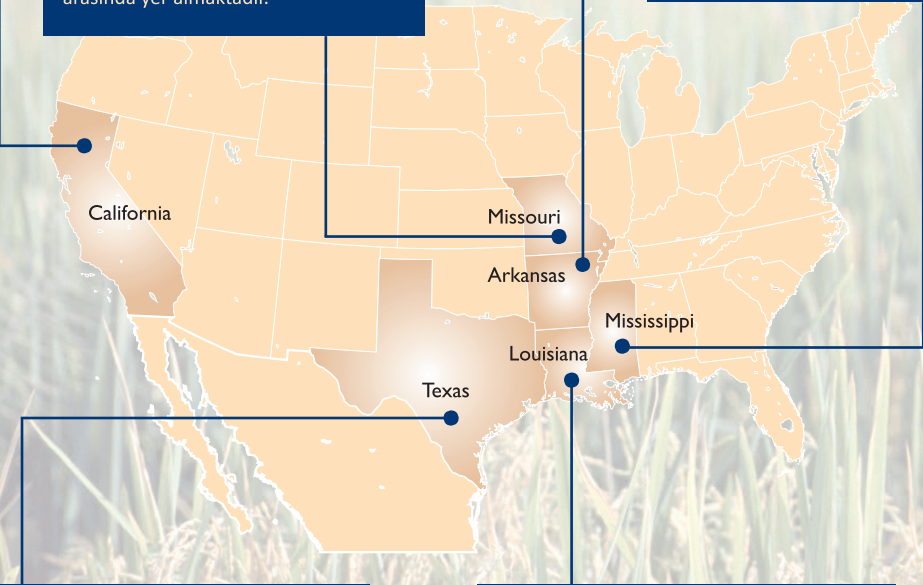 arasında yer almaktadır.
California
Missouri
Arkansas
Mississippi
Louisiana
Texas